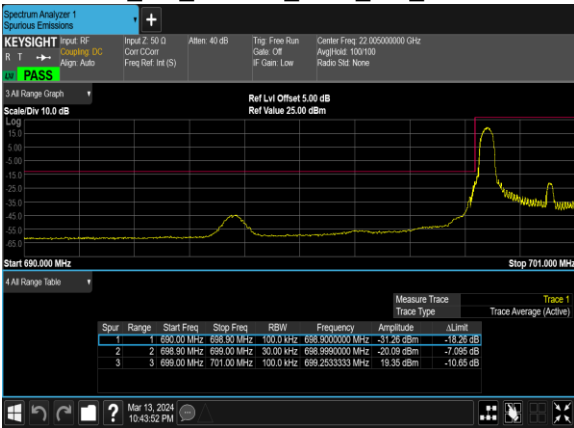 Spectrum Analyzer 1
Spurious Emissions
KEYSIGHT
R T
LXI
PASS
Input: RF
Coupling: DC
Align: Auto
Input Z: 50 Ω
Corr CCorr
Freq Ref: Int (S)
Atten: 40 dB
Trig: Free Run
Gate: Off
IF Gain: Low
Center Freq: 22.005000000 GHz
Avg|Hold: 100/100
Radio Std: None
3 All Range Graph
Scale/Div 10.0 dB
Ref Lvl Offset 5.00 dB
Ref Value 25.00 dBm
Log
15.0
5.00
-5.00
-15.0
-25.0
-35.0
-45.0
-55.0
-65.0
Start 690.000 MHz
Stop 701.000 MHz
4 All Range Table
Measure Trace Trace 1
Trace Type Trace Average (Active)
Spur Range Start Freq Stop Freq RBW Frequency Amplitude ΔLimit
1 1 690.00 MHz 698.90 MHz 100.0 kHz 698.9000000 MHz -31.26 dBm -18.26 dB
2 2 698.90 MHz 699.00 MHz 30.00 kHz 698.9990000 MHz -20.09 dBm -7.095 dB
3 3 699.00 MHz 701.00 MHz 100.0 kHz 699.2533333 MHz 19.35 dBm -10.65 dB
?
Mar 13, 2024
10:43:52 PM